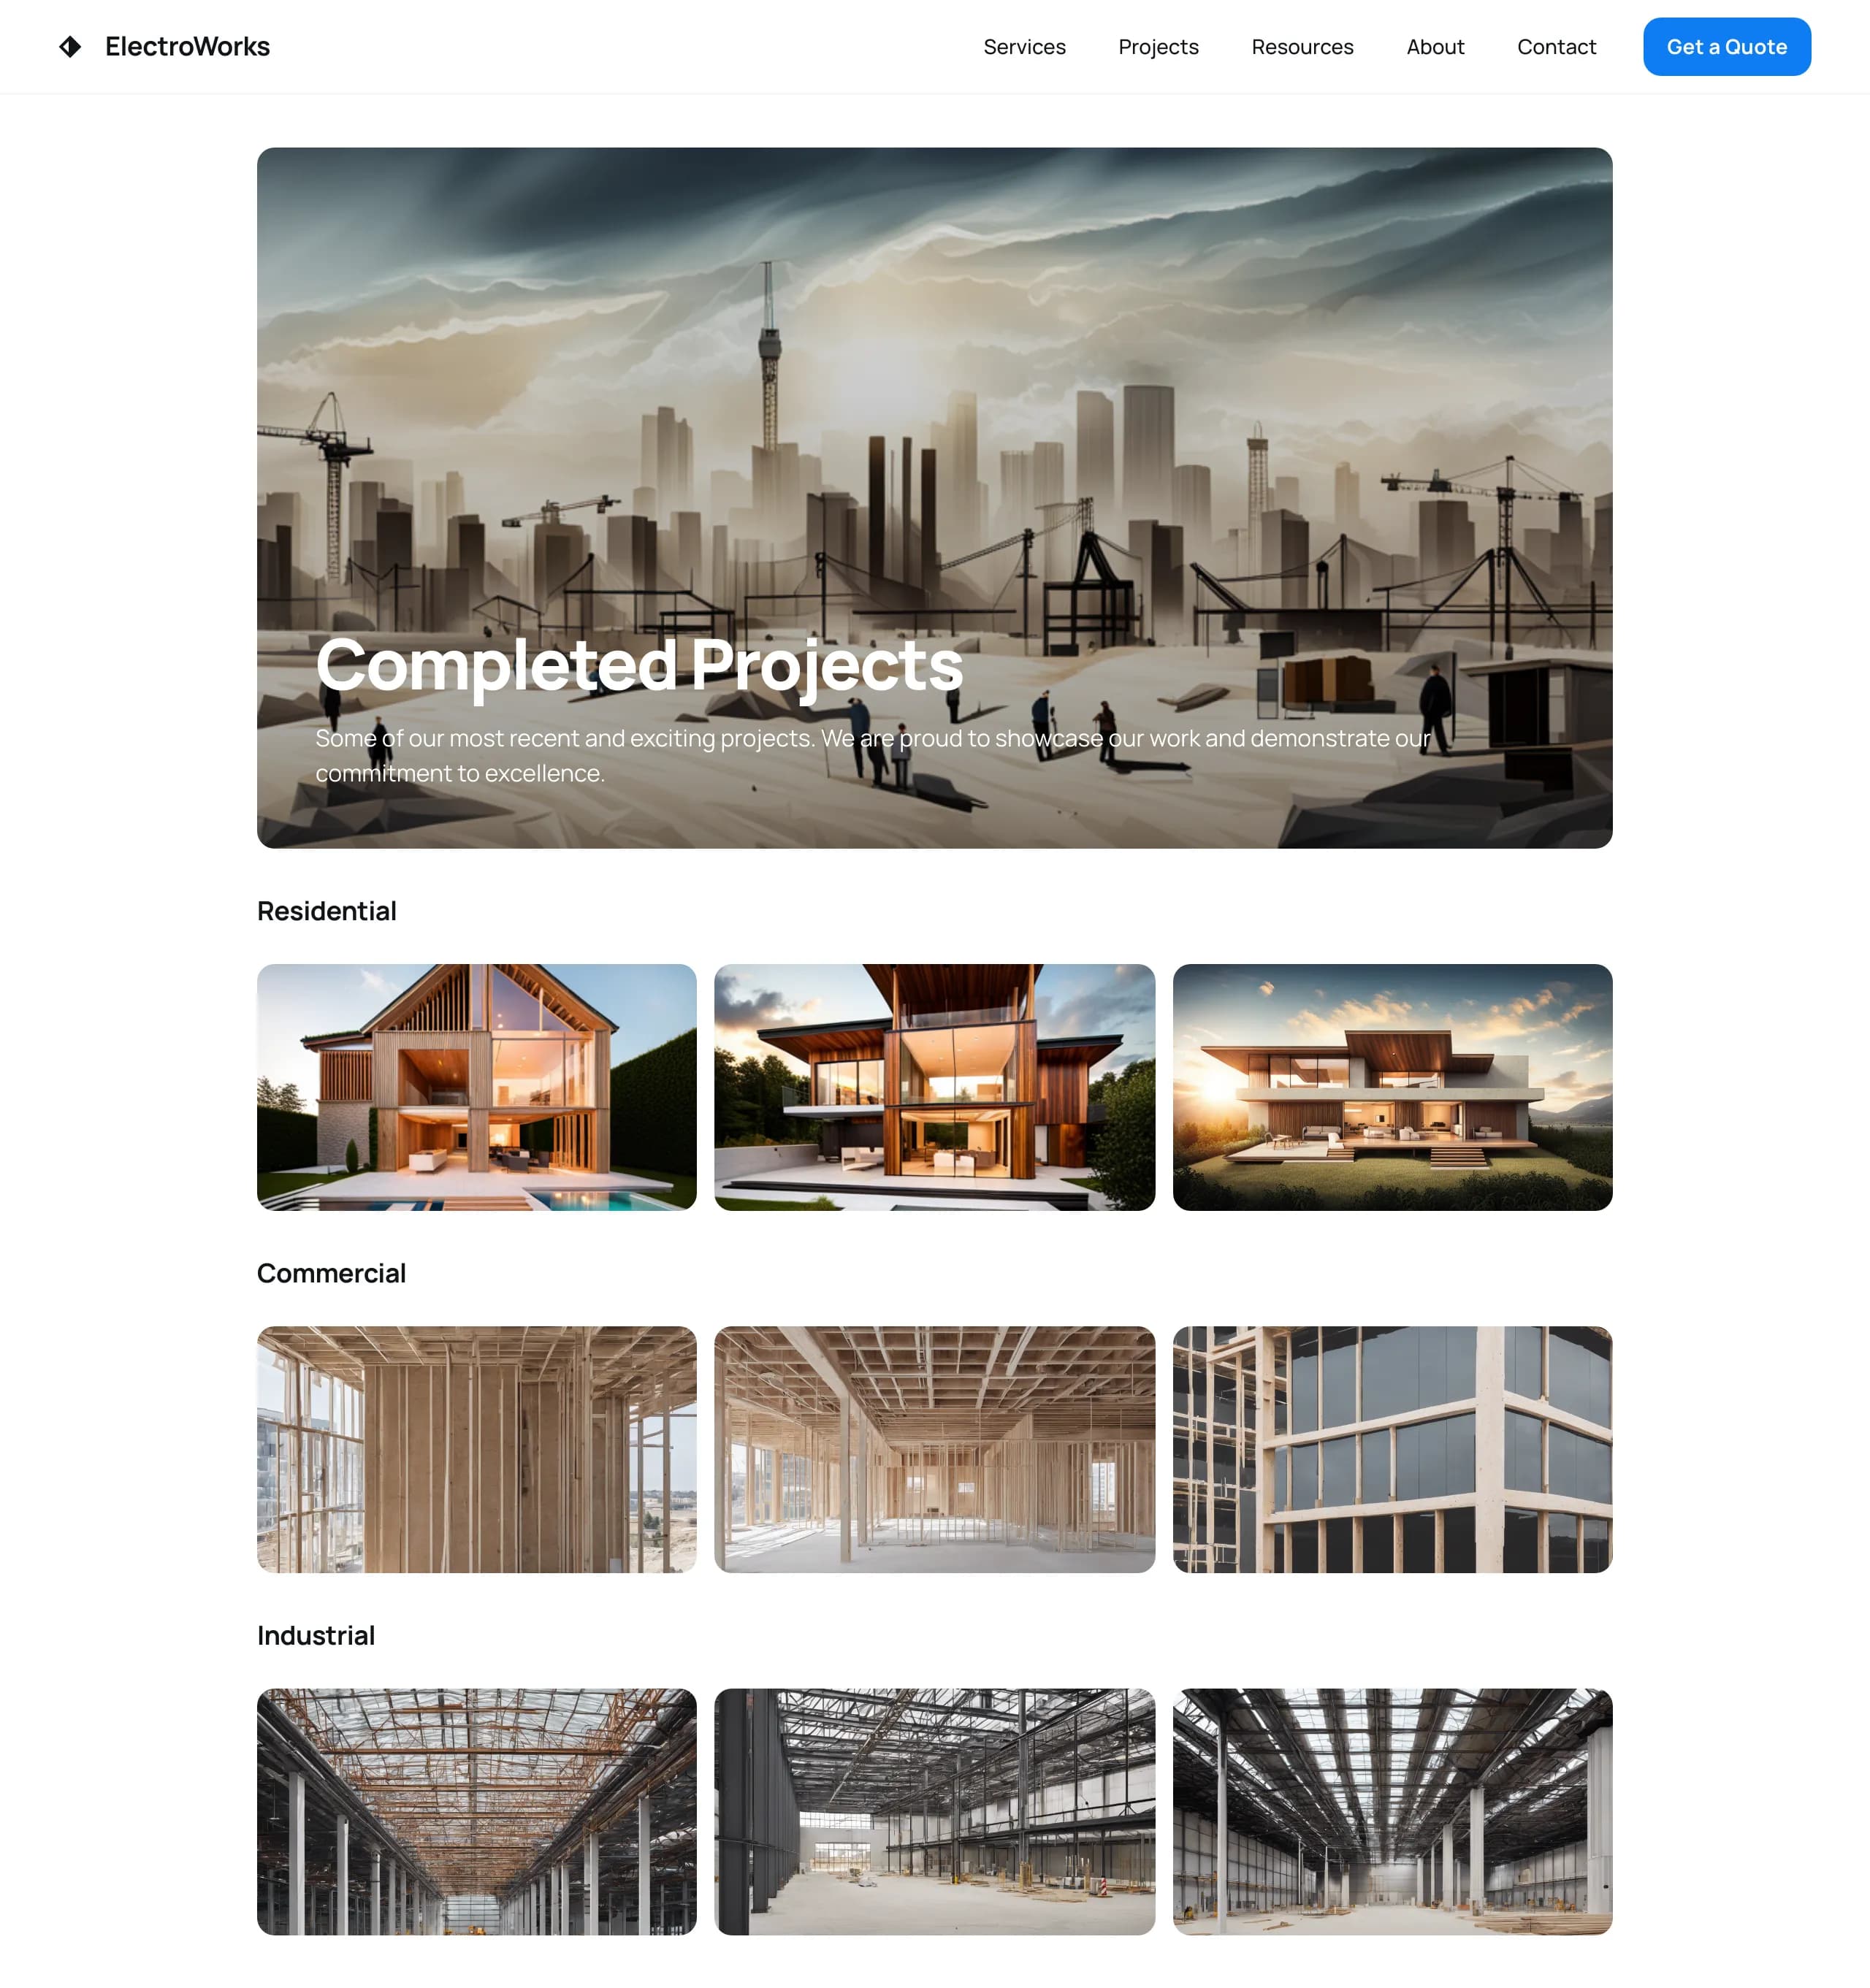 ElectroWorks
Services
Projects
Resources
About
Contact
Get a Quote
Completed Projects
Some of our most recent and exciting projects. We are proud to showcase our work and demonstrate our
commitment to excellence.
Residential
Commercial
Industrial